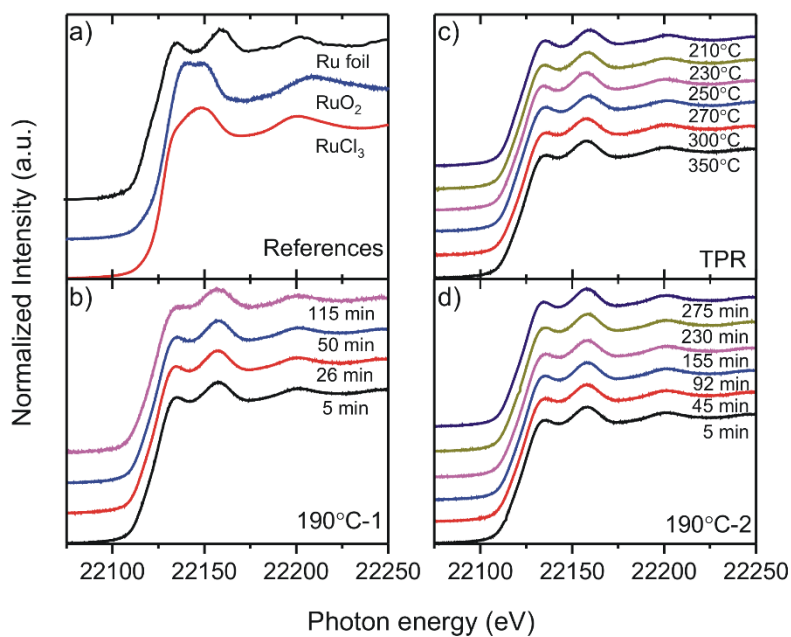 a)
Ru foil
RuO2
RuCl3
References
c)
210°C
230°C
250°C
270°C
300°C
350°C
TPR
b)
115 min
50 min
26 min
5 min
190°C-1
d)
275 min
230 min
155 min
92 min
45 min
5 min
190°C-2
Normalized Intensity (a.u.)
22100 22150 22200 22250
22100 22150 22200 22250
Photon energy (eV)